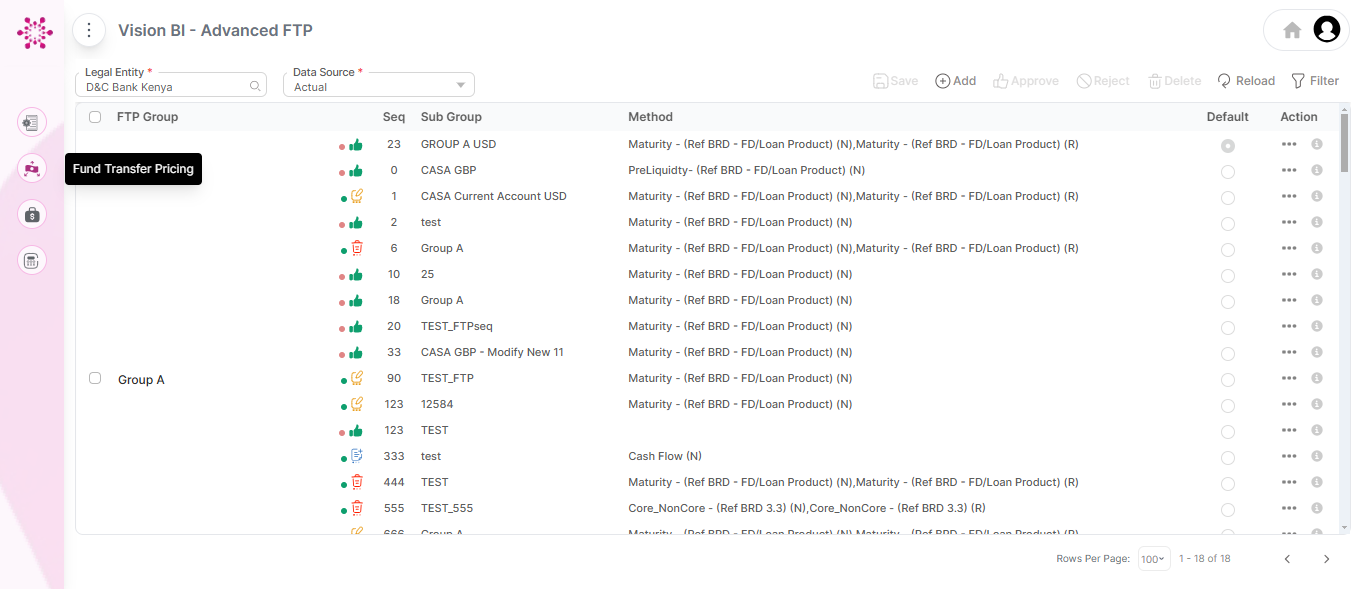 Vision BI - Advanced FTP
Legal Entity *
D&C Bank Kenya
Data Source *
Actual
Save Add Approve Reject Delete Reload Filter
FTP Group Seq Sub Group Method Default Action
23 GROUP A USD Maturity - (Ref BRD - FD/Loan Product) (N),Maturity - (Ref BRD - FD/Loan Product) (R)
Fund Transfer Pricing
0 CASA GBP PreLiquidty- (Ref BRD - FD/Loan Product) (N)
1 CASA Current Account USD Maturity - (Ref BRD - FD/Loan Product) (N),Maturity - (Ref BRD - FD/Loan Product) (R)
2 test Maturity - (Ref BRD - FD/Loan Product) (N)
6 Group A Maturity - (Ref BRD - FD/Loan Product) (N),Maturity - (Ref BRD - FD/Loan Product) (R)
10 25 Maturity - (Ref BRD - FD/Loan Product) (N)
18 Group A Maturity - (Ref BRD - FD/Loan Product) (N)
20 TEST_FTPseq Maturity - (Ref BRD - FD/Loan Product) (N)
33 CASA GBP - Modify New 11 Maturity - (Ref BRD - FD/Loan Product) (N)
Group A 90 TEST_FTP Maturity - (Ref BRD - FD/Loan Product) (N)
123 12584 Maturity - (Ref BRD - FD/Loan Product) (N)
123 TEST
333 test Cash Flow (N)
444 TEST Maturity - (Ref BRD - FD/Loan Product) (N),Maturity - (Ref BRD - FD/Loan Product) (R)
555 TEST_555 Core_NonCore - (Ref BRD 3.3) (N),Core_NonCore - (Ref BRD 3.3) (R)
666 Group A Maturity - (Ref BRD - FD/Loan Product) (N),Maturity - (Ref BRD - FD/Loan Product) (R)
Rows Per Page: 100 1 - 18 of 18